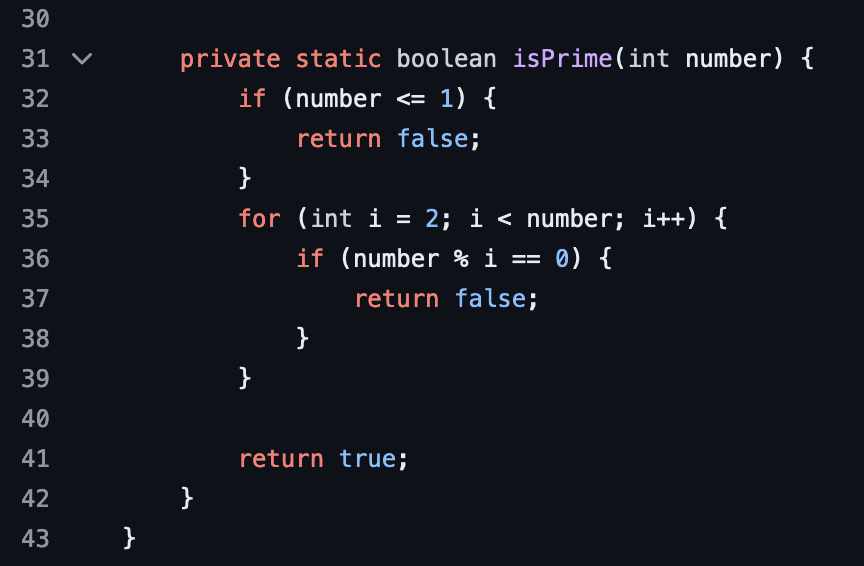 30
31 private static boolean isPrime(int number) {
32 if (number <= 1) {
33 return false;
34 }
35 for (int i = 2; i < number; i++) {
36 if (number % i == 0) {
37 return false;
38 }
39 }
40
41 return true;
42 }
43 }